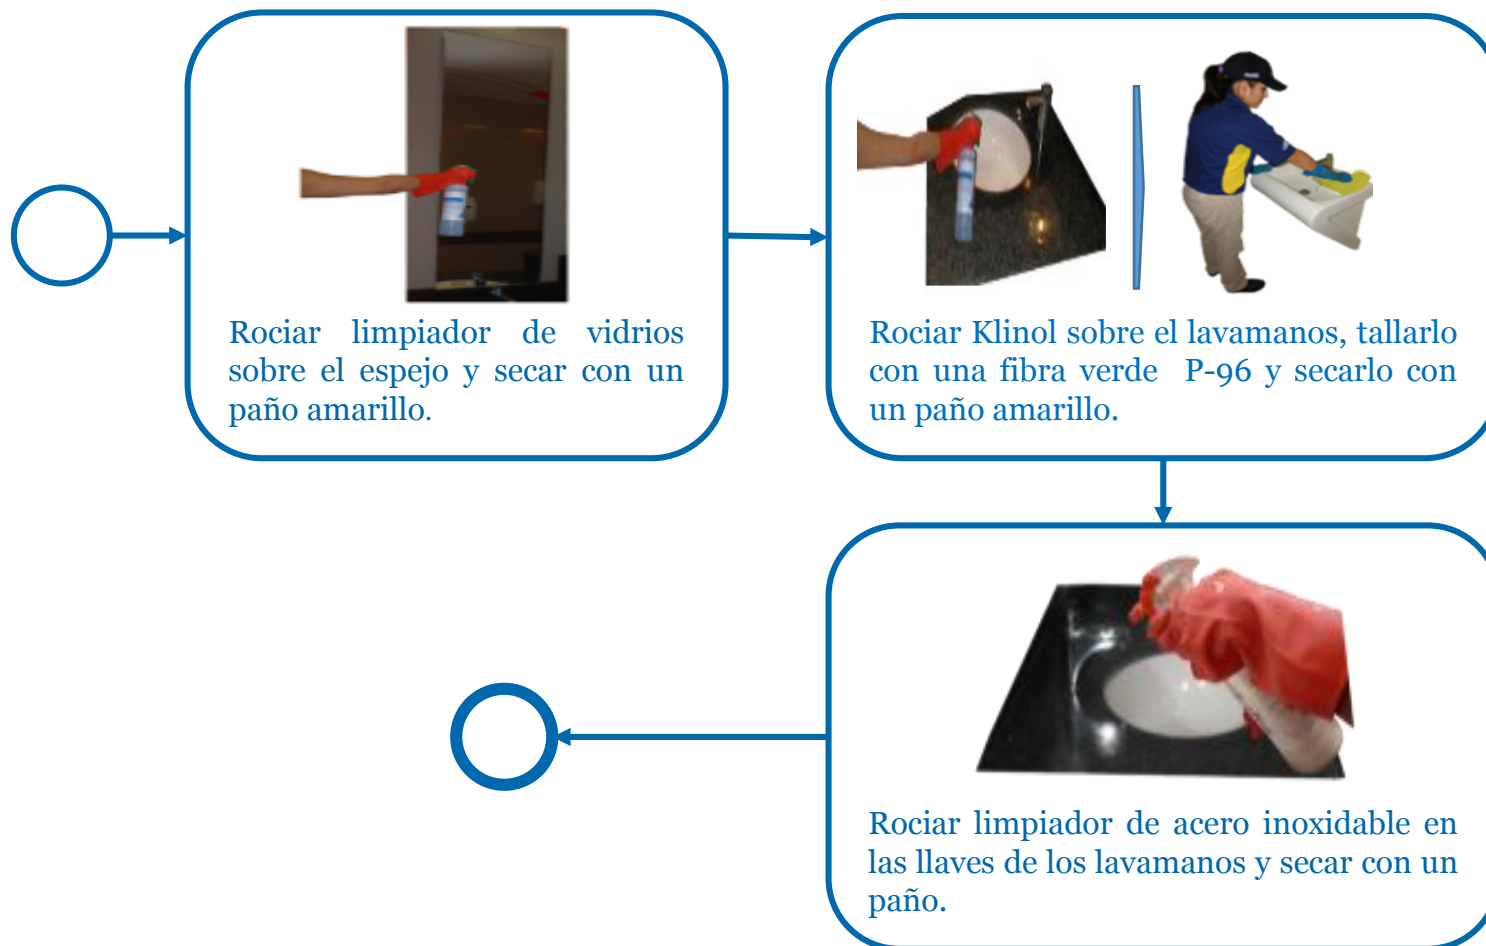 Rociar limpiador de vidrios
sobre el espejo y secar con un
paño amarillo.
Rociar Klinol sobre el lavamanos, tallarlo
con una fibra verde P-96 y secarlo con
un paño amarillo.
Rociar limpiador de acero inoxidable en
las llaves de los lavamanos y secar con un
paño.